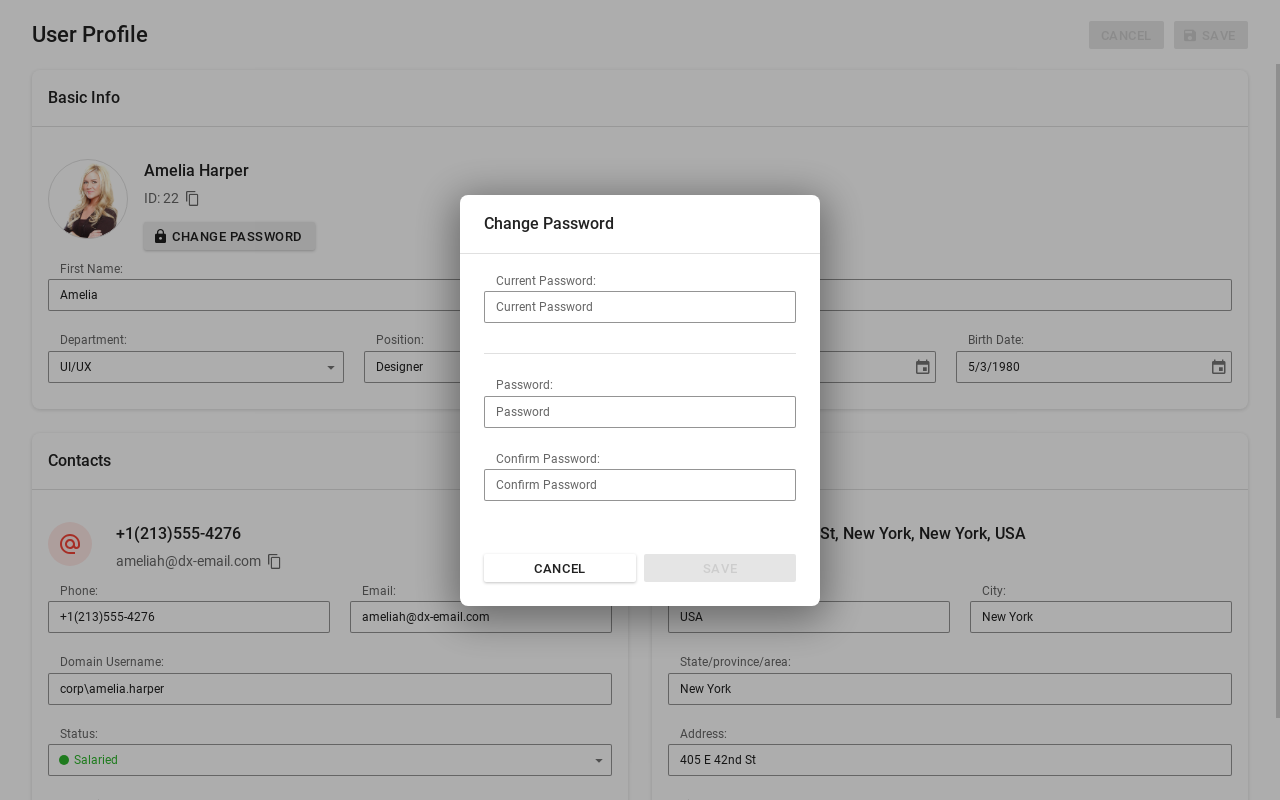 User Profile
CANCEL
SAVE
Basic Info
Amelia Harper
ID: 22
CHANGE PASSWORD
First Name:
Amelia
Department:
UI/UX
Position:
Designer
Birth Date:
5/3/1980
Change Password
Current Password:
Current Password
Password:
Password
Confirm Password:
Confirm Password
CANCEL
SAVE
Contacts
+1(213)555-4276
ameliah@dx-email.com
Phone:
+1(213)555-4276
Email:
ameliah@dx-email.com
Domain Username:
corp\amelia.harper
Status:
Salaried
St, New York, New York, USA
USA
City:
New York
State/province/area:
New York
Address:
405 E 42nd St